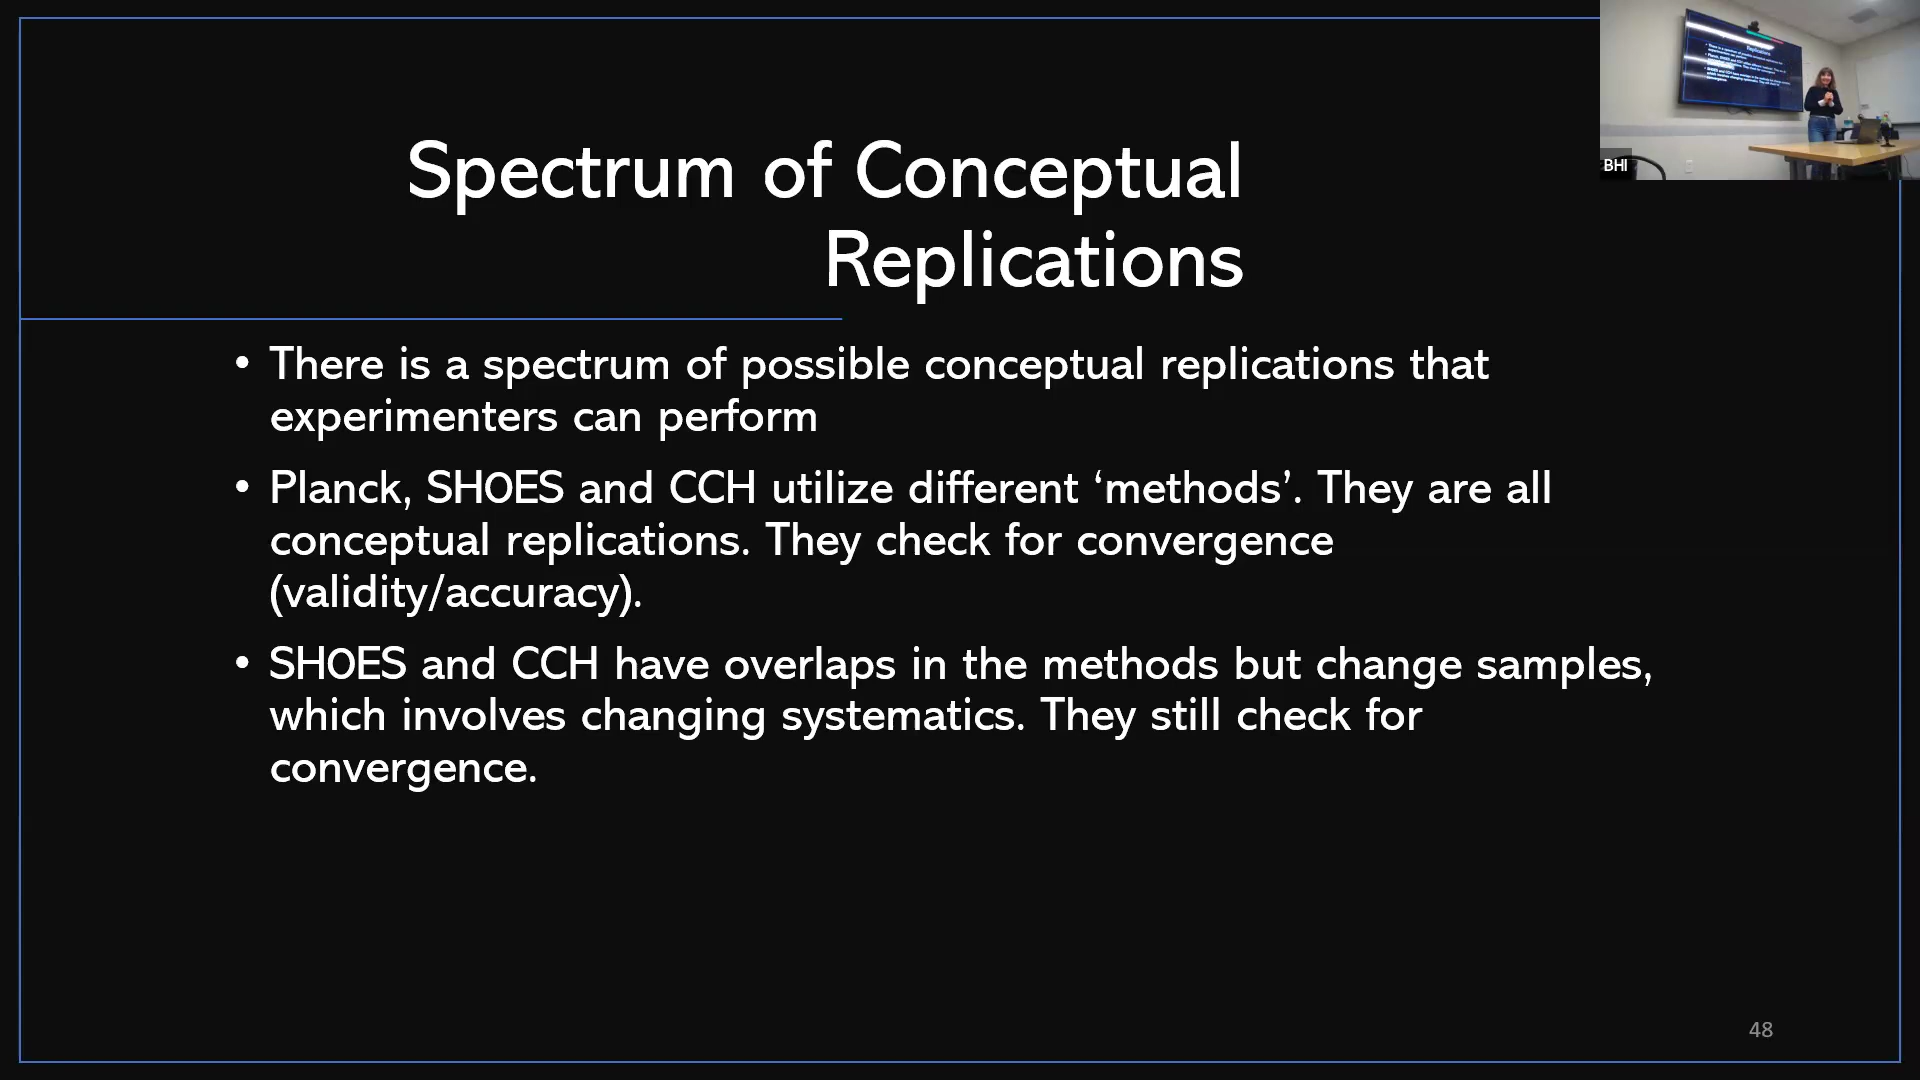 Spectrum of Conceptual
Replications
• There is a spectrum of possible conceptual replications that
experimenters can perform
• Planck, SHOES and CCH utilize different ‘methods’. They are all
conceptual replications. They check for convergence
(validity/accuracy).
• SHOES and CCH have overlaps in the methods but change samples,
which involves changing systematics. They still check for
convergence.
48
BHI